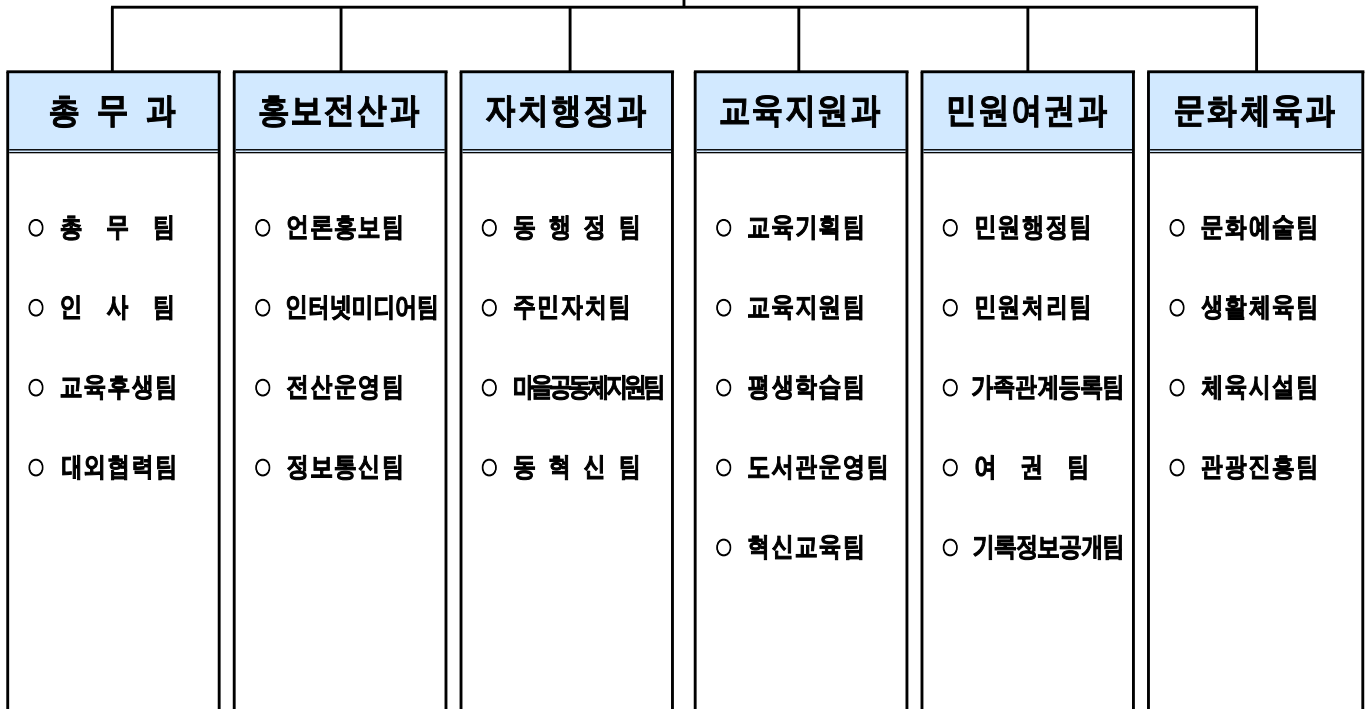 총 무 과
○ 총 무 팀
○ 인 사 팀
○ 교육후생팀
○ 대외협력팀
홍보전산과
○ 언론홍보팀
○ 인터넷미디어팀
○ 전산운영팀
○ 정보통신팀
자치행정과
○ 동 행 정 팀
○ 주민자치팀
○ 마을공동체지원팀
○ 동 혁 신 팀
교육지원과
○ 교육기획팀
○ 교육지원팀
○ 평생학습팀
○ 도서관운영팀
○ 혁신교육팀
민원여권과
○ 민원행정팀
○ 민원처리팀
○ 가족관계등록팀
○ 여 권 팀
○ 기록정보공개팀
문화체육과
○ 문화예술팀
○ 생활체육팀
○ 체육시설팀
○ 관광진흥팀